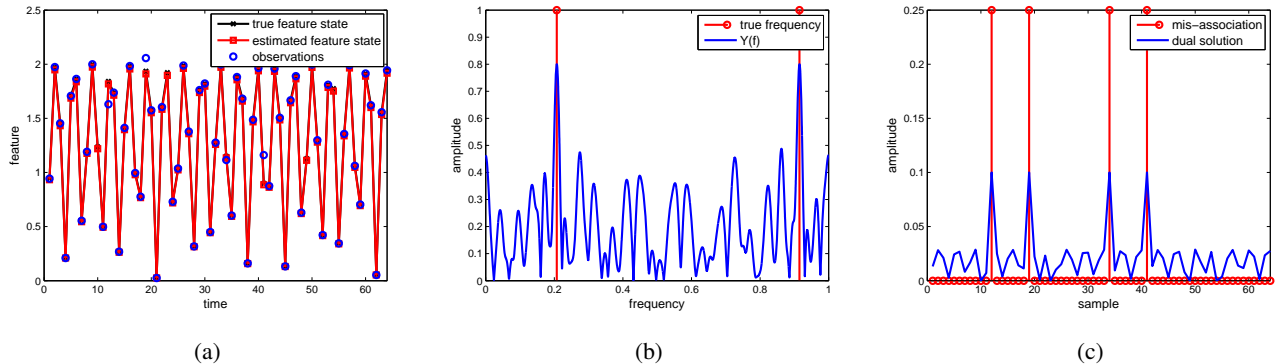 true feature state
estimated feature state
observations
2.5
2
1.5
1
0.5
0
feature
0
10
20
30
40
50
60
time
(a)
true frequency
Y(f)
1
0.9
0.8
0.7
0.6
0.5
0.4
0.3
0.2
0.1
0
amplitude
0
0.2
0.4
0.6
0.8
1
frequency
(b)
mis−association
dual solution
0.25
0.2
0.15
0.1
0.05
0
amplitude
0
10
20
30
40
50
60
sample
(c)